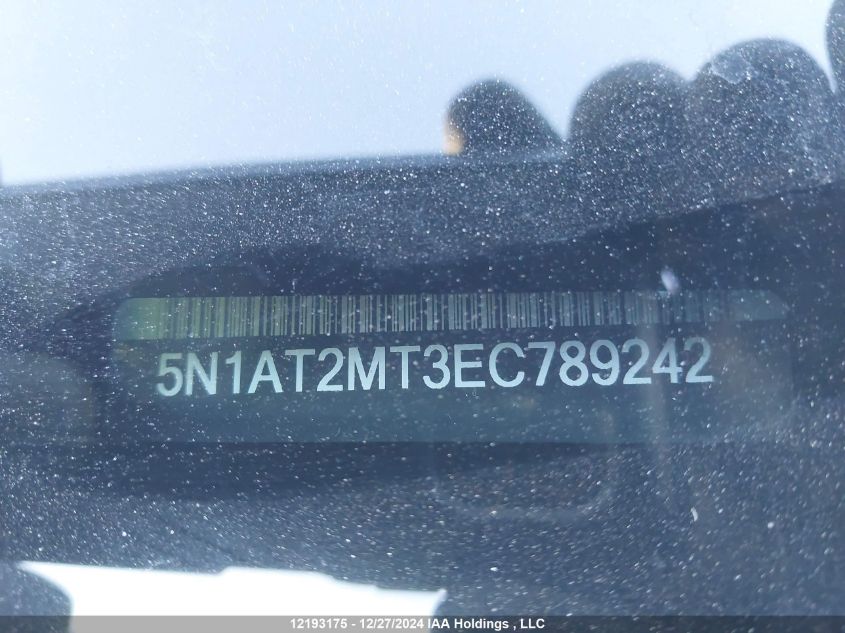 5N1AT2MT3EC789242
12193175 - 12/27/2024 IAA Holdings , LLC